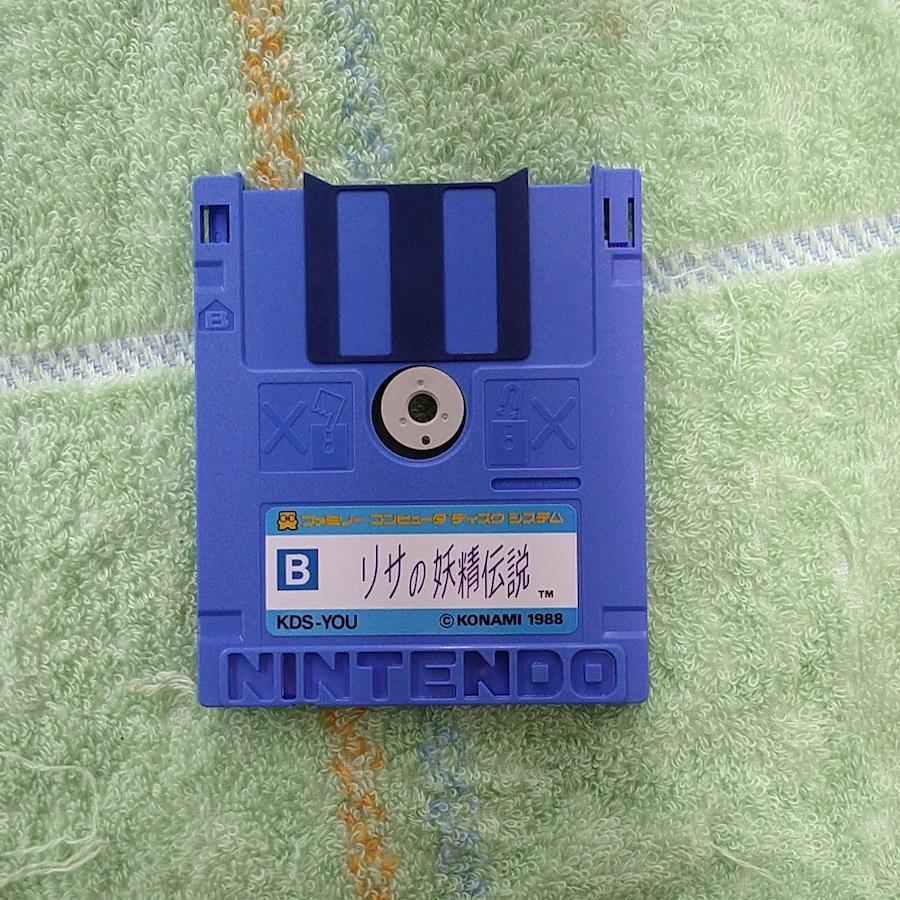 B
ファミリー コンピュータ ディスク システム
B リサの妖精伝説 TM
KDS-YOU © KONAMI 1988
NINTENDO